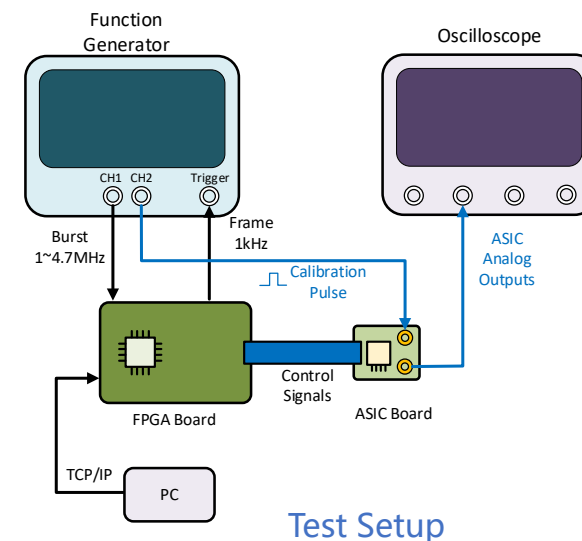 Function
Generator
Oscilloscope
CH1 CH2 Trigger
Burst
1~4.7MHz
Frame
1kHz
Calibration
Pulse
ASIC
Analog
Outputs
Control
Signals
FPGA Board
ASIC Board
TCP/IP
PC
Test Setup